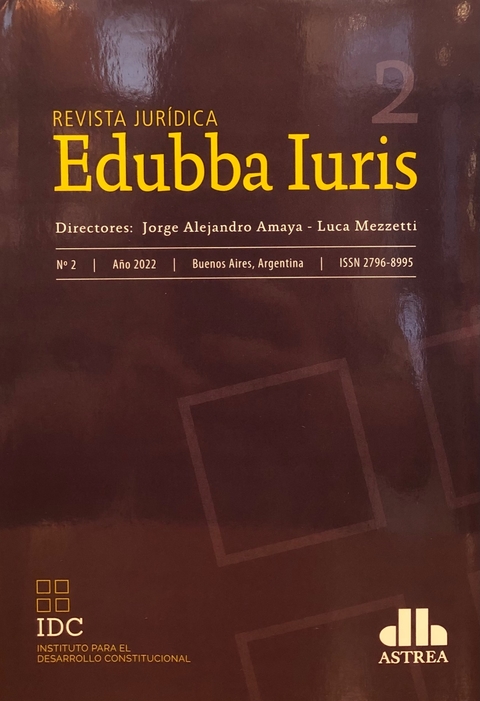 2
REVISTA JURÍDICA
Edubba Iuris
Directores: Jorge Alejandro Amaya - Luca Mezzetti
Nº 2 | Año 2022 | Buenos Aires, Argentina | ISSN 2796-8995
IDC
INSTITUTO PARA EL
DESARROLLO CONSTITUCIONAL
ASTREA